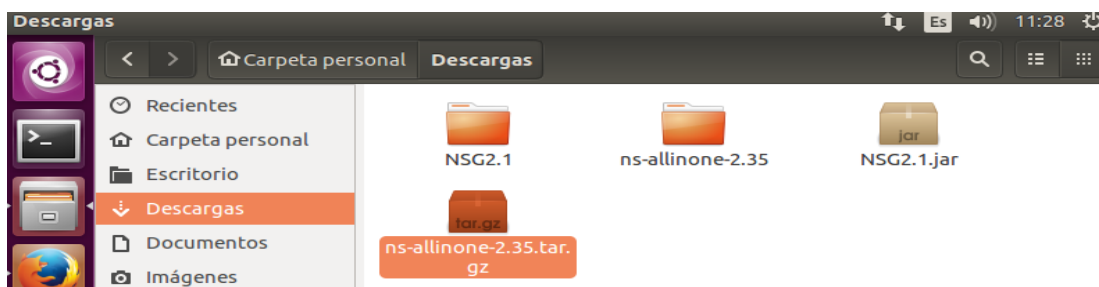 Descargas
Es
11:28
Carpeta personal
Descargas
Recientes
Carpeta personal
Escritorio
Descargas
Documentos
Imágenes
NSG2.1
ns-allinone-2.35
jar
NSG2.1.jar
tar.gz
ns-allinone-2.35.tar.
gz